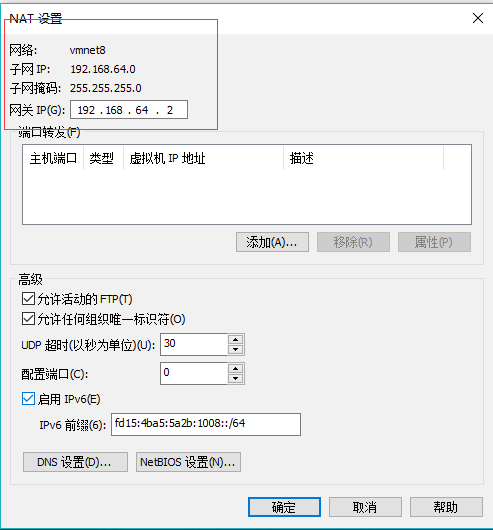 NAT 设置
网络: vmnet8
子网 IP: 192.168.64.0
子网掩码: 255.255.255.0
网关 IP(G): 192 . 168 . 64 . 2
端口转发(F)
主机端口 类型 虚拟机 IP 地址 描述
添加(A)... 移除(R) 属性(P)
高级
允许活动的 FTP(T)
允许任何组织唯一标识符(O)
UDP 超时(以秒为单位)(U): 30
配置端口(C): 0
启用 IPv6(E)
IPv6 前缀(6): fd15:4ba5:5a2b:1008::/64
DNS 设置(D)... NetBIOS 设置(N)...
确定 取消 帮助